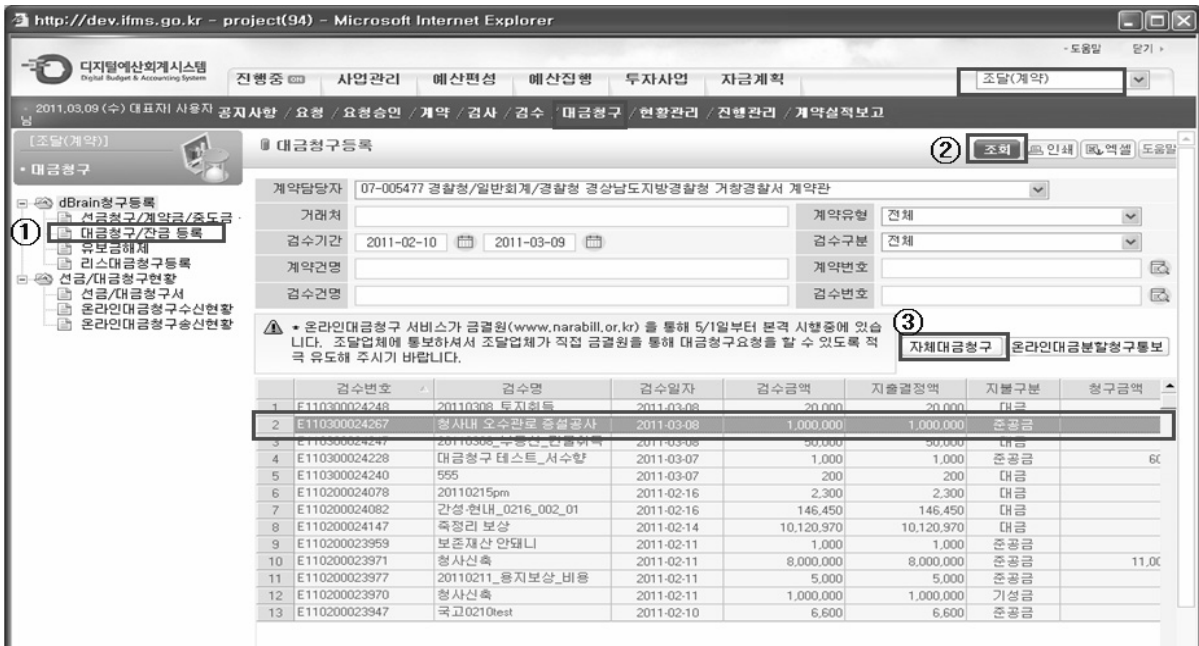 http://dev.ifms.go.kr - project(94) - Microsoft Internet Explorer
- 도움말 닫기
디지털예산회계시스템
Digital Budget & Accounting System
진행중 on 사업관리 예산편성 예산집행 투자사업 자금계획 조달(계약)
2011.03.09 (수) 대표자| 사용자님
공지사항 / 요청 / 요청승인 / 계약 / 검사 / 검수 / 대금청구 / 현황관리 / 진행관리 / 계약실적보고
[조달(계약)]
• 대금청구
dBrain청구등록
선금청구/계약금/중도금
① 대금청구/잔금 등록
유보금해제
리스대금청구등록
선금/대금청구현황
선금/대금청구서
온라인대금청구수신현황
온라인대금청구송신현황
대금청구등록
② 조회 인쇄 엑셀 도움말
계약담당자 07-005477 경찰청/일반회계/경찰청 경상남도지방경찰청 거창경찰서 계약관
거래처 계약유형 전체
검수기간 2011-02-10 2011-03-09 검수구분 전체
계약건명 계약번호
검수건명 검수번호
* 온라인대금청구 서비스가 금결원(www.narabill.or.kr) 을 통해 5/1일부터 본격 시행중에 있습
니다. 조달업체에 통보하셔서 조달업체가 직접 금결원을 통해 대금청구요청을 할 수 있도록 적
극 유도해 주시기 바랍니다.
③ 자체대금청구 온라인대금분할청구통보
검수번호 검수명 검수일자 검수금액 지출결정액 지불구분 청구금액
1 E110300024248 20110308_토지취득 2011-03-08 20,000 20,000 대금
2 E110300024267 청사내 오수관로 증설공사 2011-03-08 1,000,000 1,000,000 준공금
3 E110300024247 20110308_부동산_건물취득 2011-03-08 50,000 50,000 대금
4 E110300024228 대금청구 테스트_서수향 2011-03-07 1,000 1,000 준공금 60
5 E110300024240 555 2011-03-07 200 200 대금
6 E110200024078 20110215pm 2011-02-16 2,300 2,300 대금
7 E110200024082 간성-현내_0216_002_01 2011-02-16 146,450 146,450 대금
8 E110200024147 죽정리 보상 2011-02-14 10,120,970 10,120,970 대금
9 E110200023959 보존재산 안돼니 2011-02-11 1,000 1,000 준공금
10 E110200023971 청사신축 2011-02-11 8,000,000 8,000,000 준공금 11,00
11 E110200023977 20110211_용지보상_비용 2011-02-11 5,000 5,000 준공금
12 E110200023970 청사신축 2011-02-11 1,000,000 1,000,000 기성금
13 E110200023947 국고0210test 2011-02-10 6,600 6,600 준공금